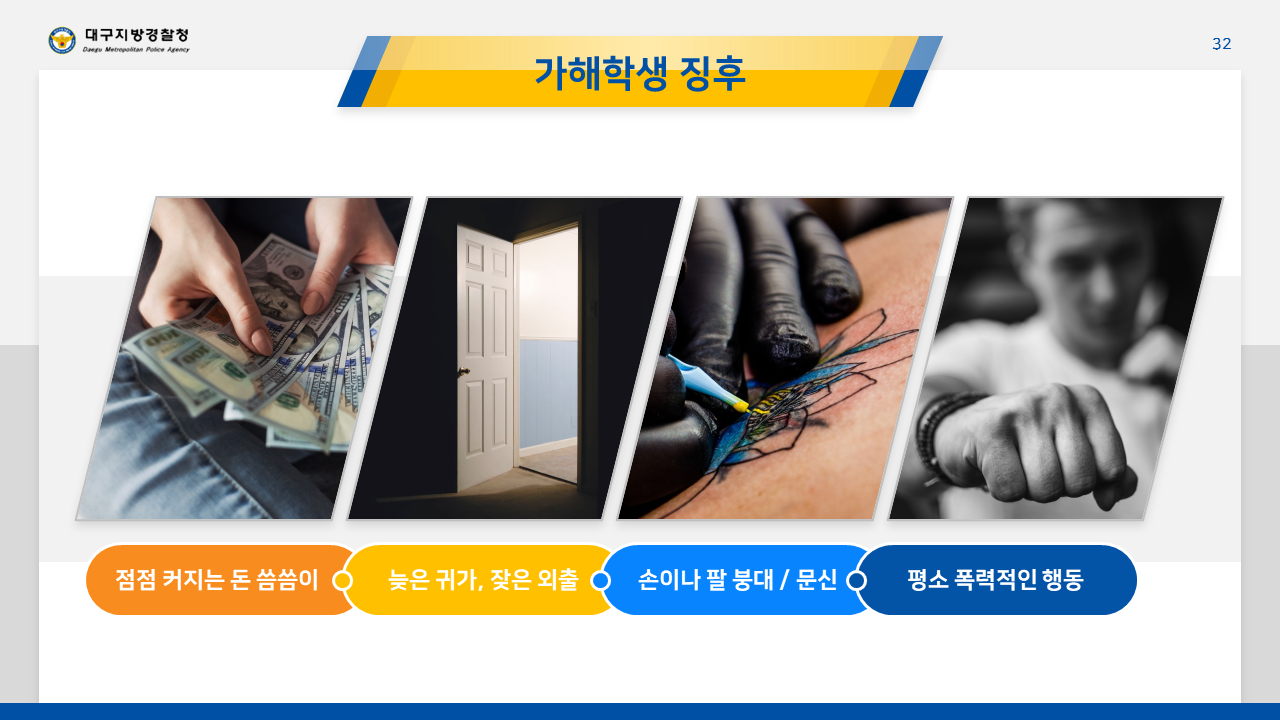 대구지방경찰청
Daegu Metropolitan Police Agency
32
가해학생 징후
점점 커지는 돈 씀씀이
늦은 귀가, 잦은 외출
손이나 팔 붕대 / 문신
평소 폭력적인 행동